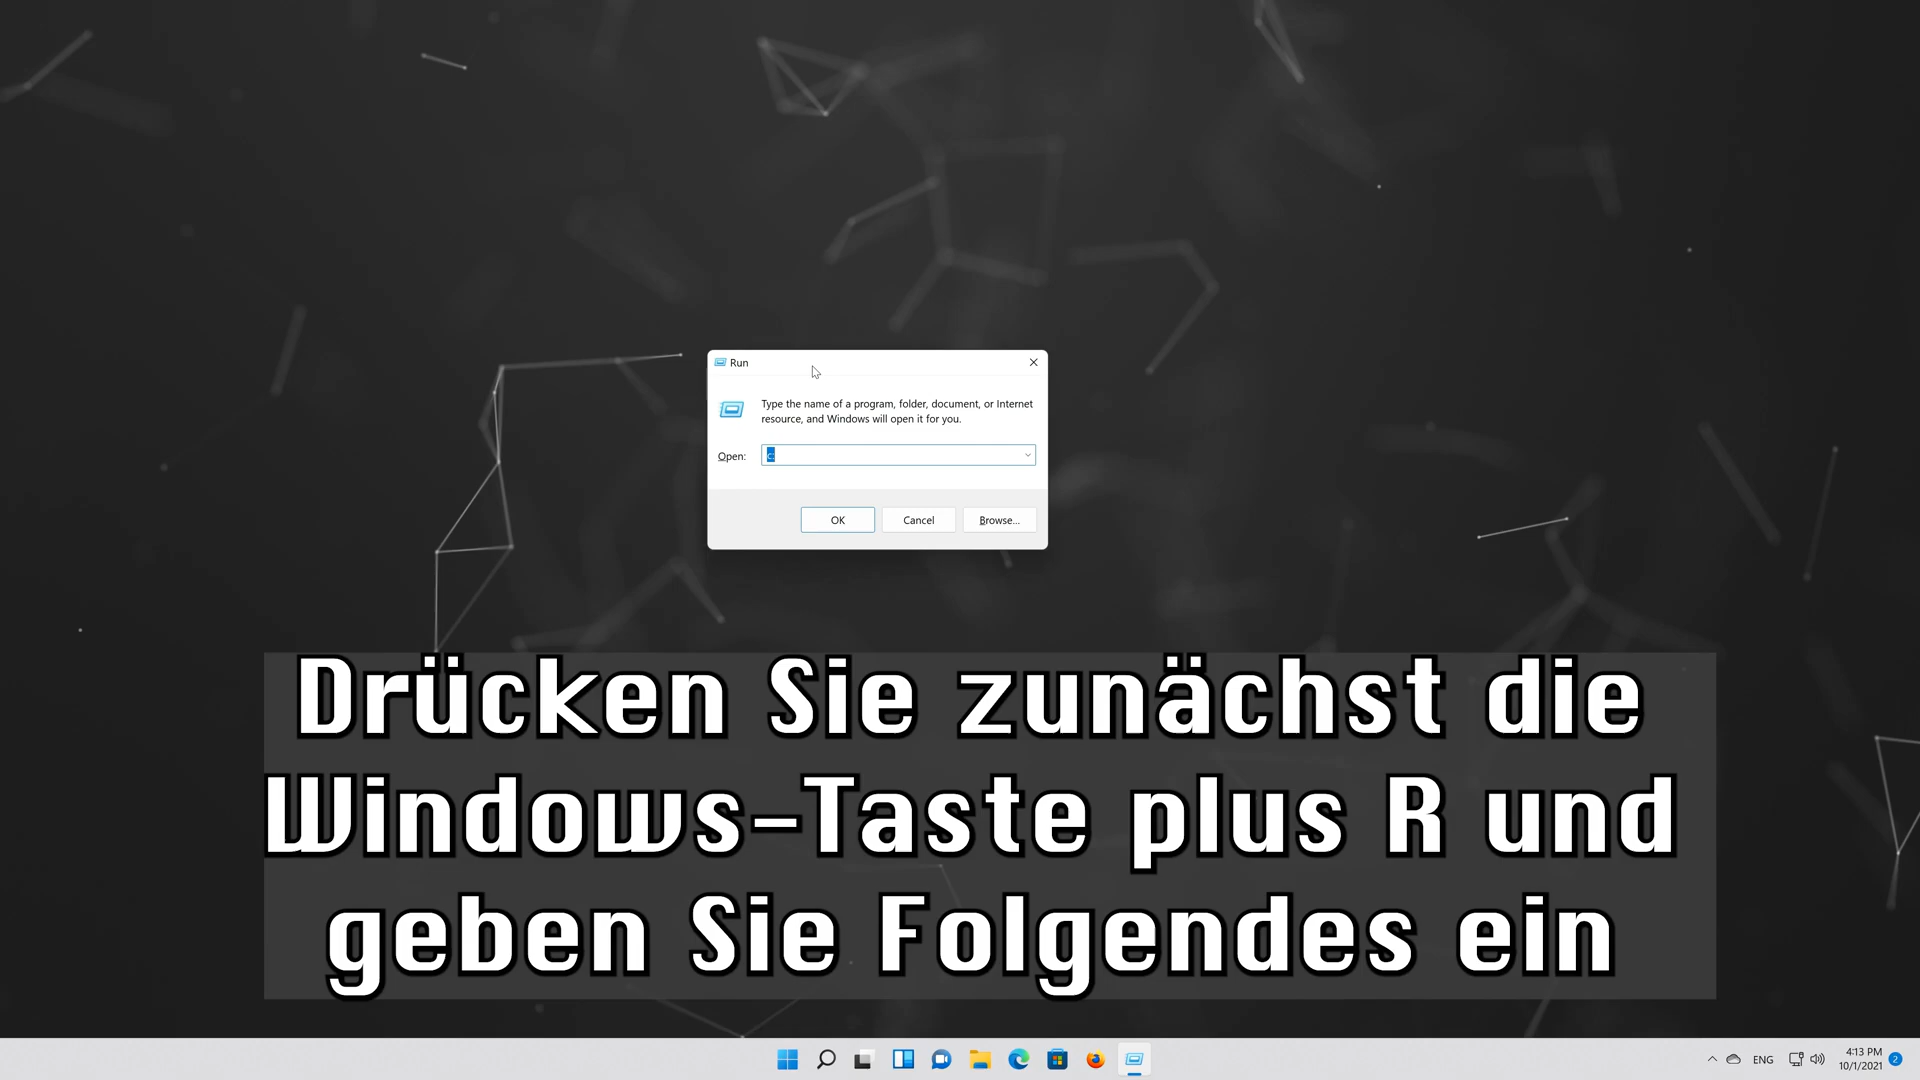 Run
Type the name of a program, folder, document, or Internet
resource, and Windows will open it for you.
Open:
OK Cancel Browse...
Drücken Sie zunächst die
Windows-Taste plus R und
geben Sie Folgendes ein
ENG
4:13 PM
10/1/2021
2